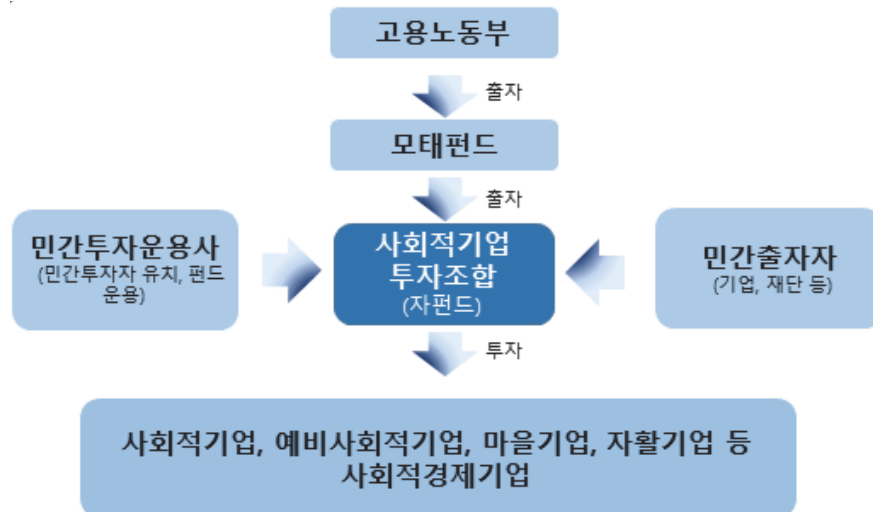 고용노동부
출자
모태펀드
출자
민간투자운용사
(민간투자자 유치, 펀드
운용)
사회적기업
투자조합
(자펀드)
민간출자자
(기업, 재단 등)
투자
사회적기업, 예비사회적기업, 마을기업, 자활기업 등
사회적경제기업